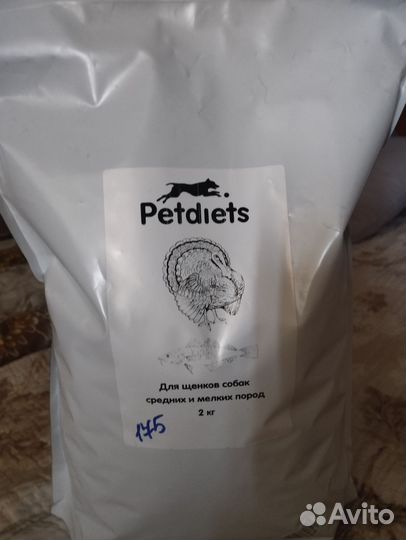 Petdiets
Для щенков собак
средних и мелких пород
2 кг
175
Avito